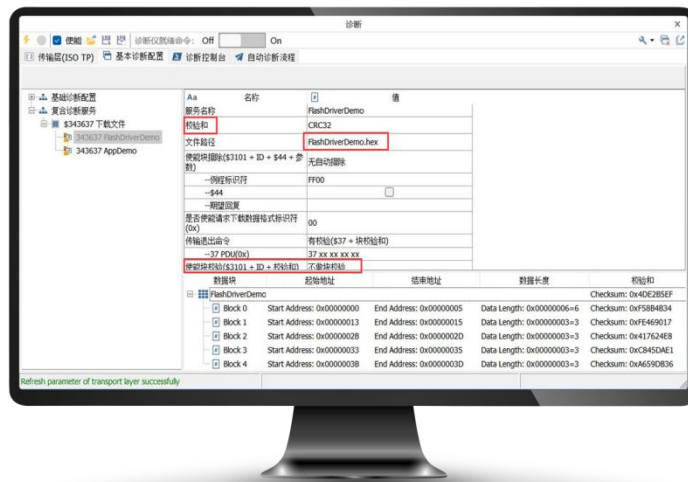 诊断
使能
诊断仪就绪命令: Off On
传输层(ISO TP) 基本诊断配置 诊断控制台 自动诊断流程
基础诊断配置
复合诊断服务
$343637 下载文件
343637 FlashDriverDemo
343637 AppDemo
Aa 名称 # 值
服务名称 FlashDriverDemo
校验和 CRC32
文件路径 FlashDriverDemo.hex
使能块擦除($3101 + ID + $44 + 参数) 无自动擦除
--例程标识符 FF00
--$44
--期望回复
是否使能请求下载数据格式标识符(0x) 00
传输退出命令 有校验($37 + 块校验和)
--37 PDU(0x) 37 xx xx xx xx
使能块校验($3101 + ID + 校验和) 不做块校验
数据块 起始地址 结束地址 数据长度 校验和
FlashDriverDemo Checksum: 0x4DE2B5EF
Block 0 Start Address: 0x00000000 End Address: 0x00000005 Data Length: 0x00000006=6 Checksum: 0xF58B4B34
Block 1 Start Address: 0x00000013 End Address: 0x00000015 Data Length: 0x00000003=3 Checksum: 0xFE469017
Block 2 Start Address: 0x0000002B End Address: 0x0000002D Data Length: 0x00000003=3 Checksum: 0x417624E8
Block 3 Start Address: 0x00000033 End Address: 0x00000035 Data Length: 0x00000003=3 Checksum: 0xC845DAE1
Block 4 Start Address: 0x0000003B End Address: 0x0000003D Data Length: 0x00000003=3 Checksum: 0xA659DB36
Refresh parameter of transport layer successfully